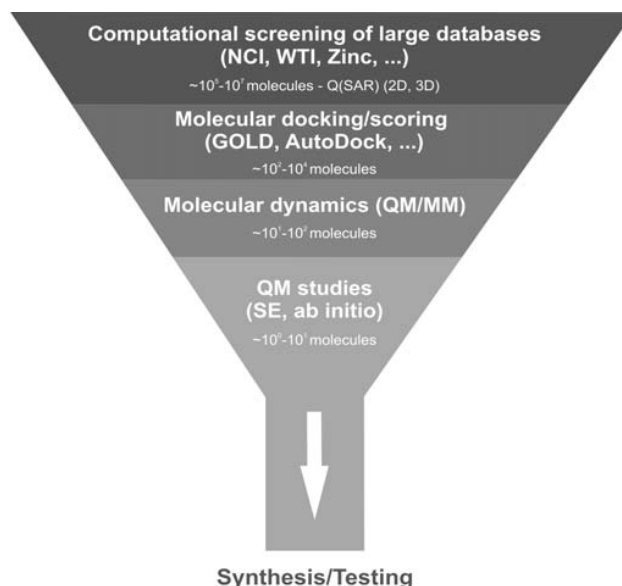 Computational screening of large databases
(NCI, WTI, Zinc, ...)
~10⁵-10⁷ molecules - Q(SAR) (2D, 3D)
Molecular docking/scoring
(GOLD, AutoDock, ...)
~10²-10⁴ molecules
Molecular dynamics (QM/MM)
~10¹-10² molecules
QM studies
(SE, ab initio)
~10⁰-10¹ molecules
Synthesis/Testing